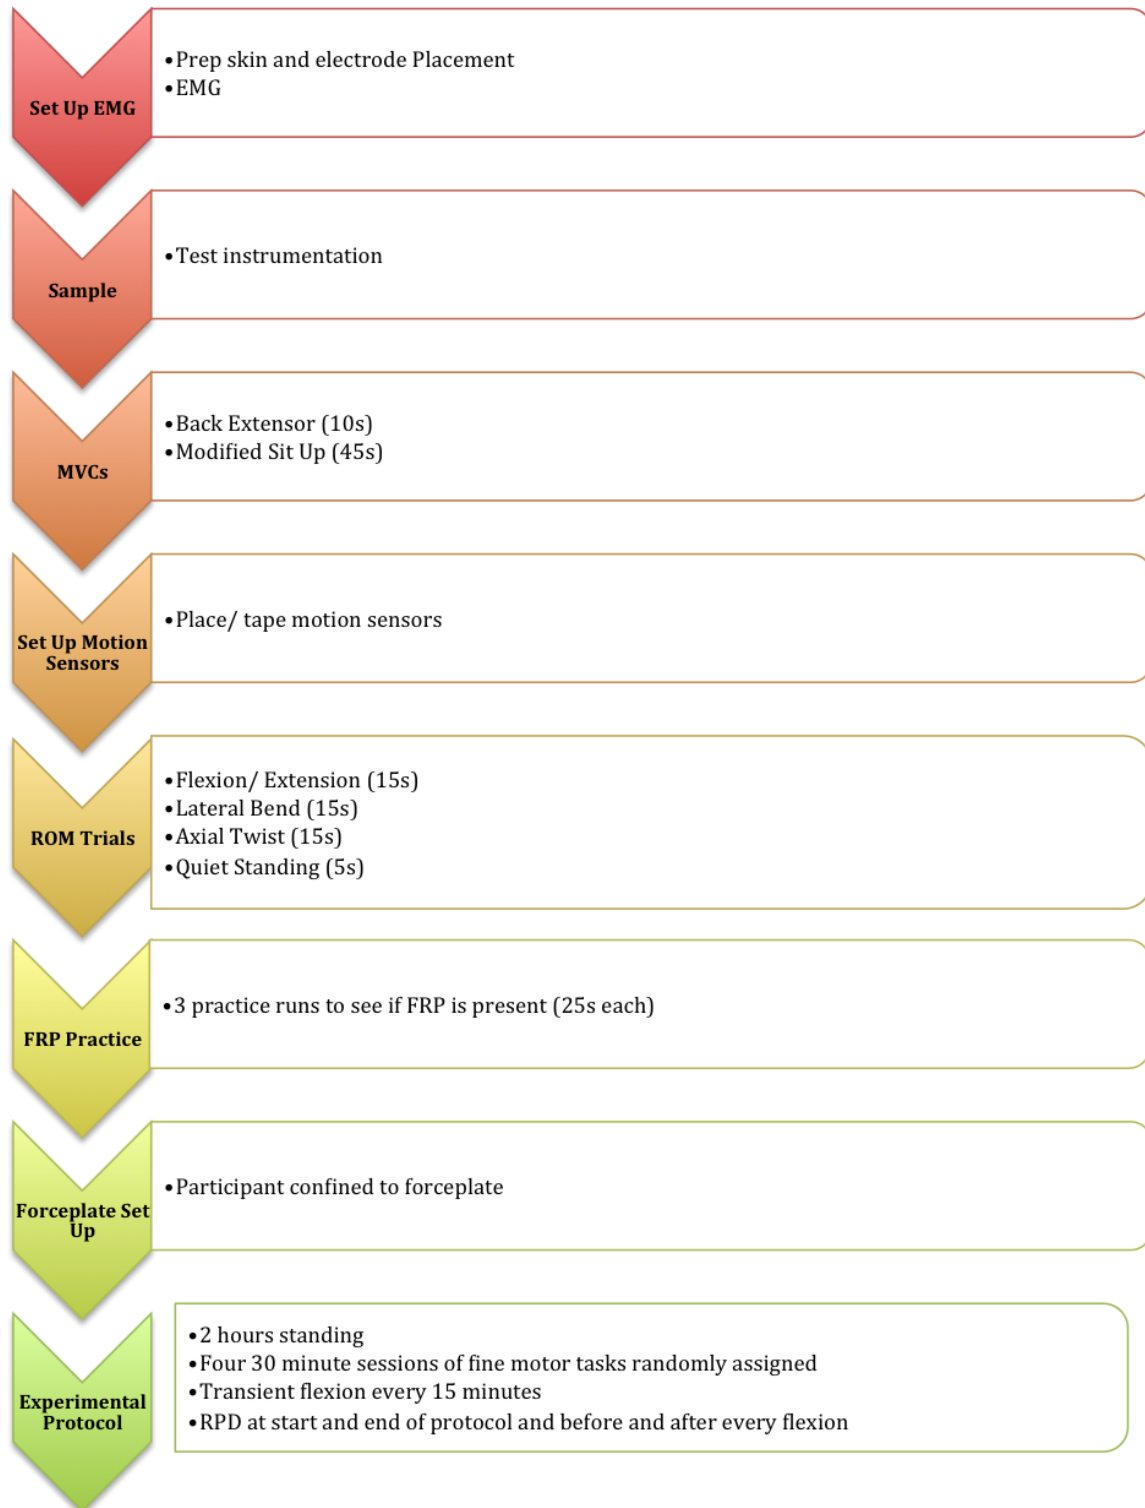 Set Up EMG
•Prep skin and electrode Placement
•EMG
Sample
•Test instrumentation
MVCs
•Back Extensor (10s)
•Modified Sit Up (45s)
Set Up Motion
Sensors
•Place/ tape motion sensors
ROM Trials
•Flexion/ Extension (15s)
•Lateral Bend (15s)
•Axial Twist (15s)
•Quiet Standing (5s)
FRP Practice
•3 practice runs to see if FRP is present (25s each)
Forceplate Set
Up
•Participant confined to forceplate
Experimental
Protocol
•2 hours standing
•Four 30 minute sessions of fine motor tasks randomly assigned
•Transient flexion every 15 minutes
•RPD at start and end of protocol and before and after every flexion